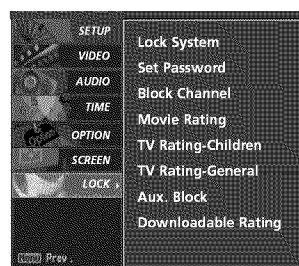 SETUP
VIDEO
AUDIO
TIME
OPTION
SCREEN
LOCK
Lock System
Set Password
Block Channel
Movie Rating
TV Rating-Children
TV Rating-General
Aux. Block
Downloadable Rating
Menu Prev.